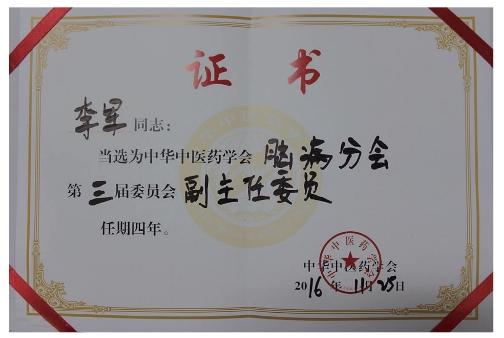 证书
李军 同志：
当选为中华中医药学会 脑病分会
第三届委员会 副主任委员
任期四年。
中华中医药学会
2016年11月25日